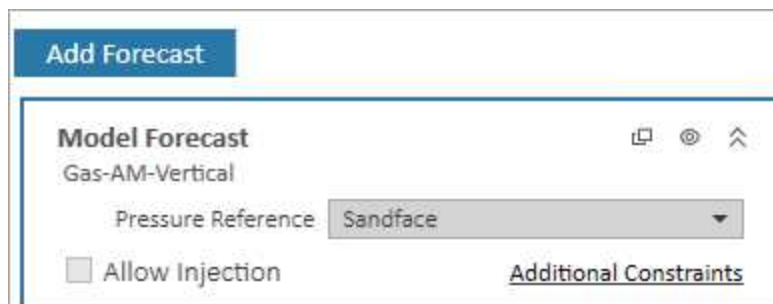 Add Forecast
Model Forecast
Gas-AM-Vertical
Pressure Reference Sandface
Allow Injection Additional Constraints